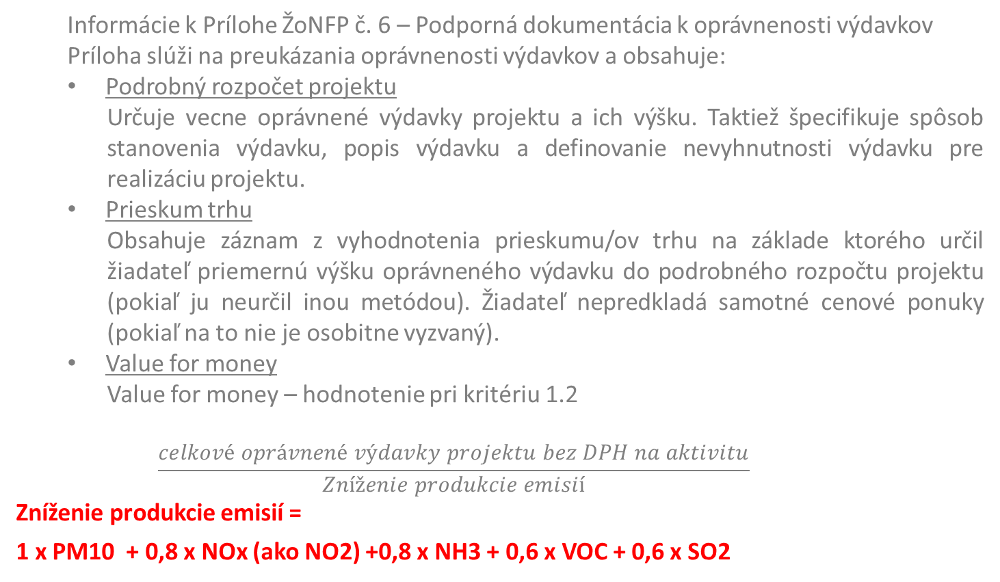 Informácie k Prílohe ŽoNFP č. 6 – Podporná dokumentácia k oprávnenosti výdavkov
Príloha slúži na preukázania oprávnenosti výdavkov a obsahuje:
• Podrobný rozpočet projektu
Určuje vecne oprávnené výdavky projektu a ich výšku. Taktiež špecifikuje spôsob
stanovenia výdavku, popis výdavku a definovanie nevyhnutnosti výdavku pre
realizáciu projektu.
• Prieskum trhu
Obsahuje záznam z vyhodnotenia prieskumu/ov trhu na základe ktorého určil
žiadateľ priemernú výšku oprávneného výdavku do podrobného rozpočtu projektu
(pokiaľ ju neurčil inou metódou). Žiadateľ nepredkladá samotné cenové ponuky
(pokiaľ na to nie je osobitne vyzvaný).
• Value for money
Value for money – hodnotenie pri kritériu 1.2
celkové oprávnené výdavky projektu bez DPH na aktivitu
Zníženie produkcie emisií
Zníženie produkcie emisií =
1 x PM10 + 0,8 x NOx (ako NO2) +0,8 x NH3 + 0,6 x VOC + 0,6 x SO2